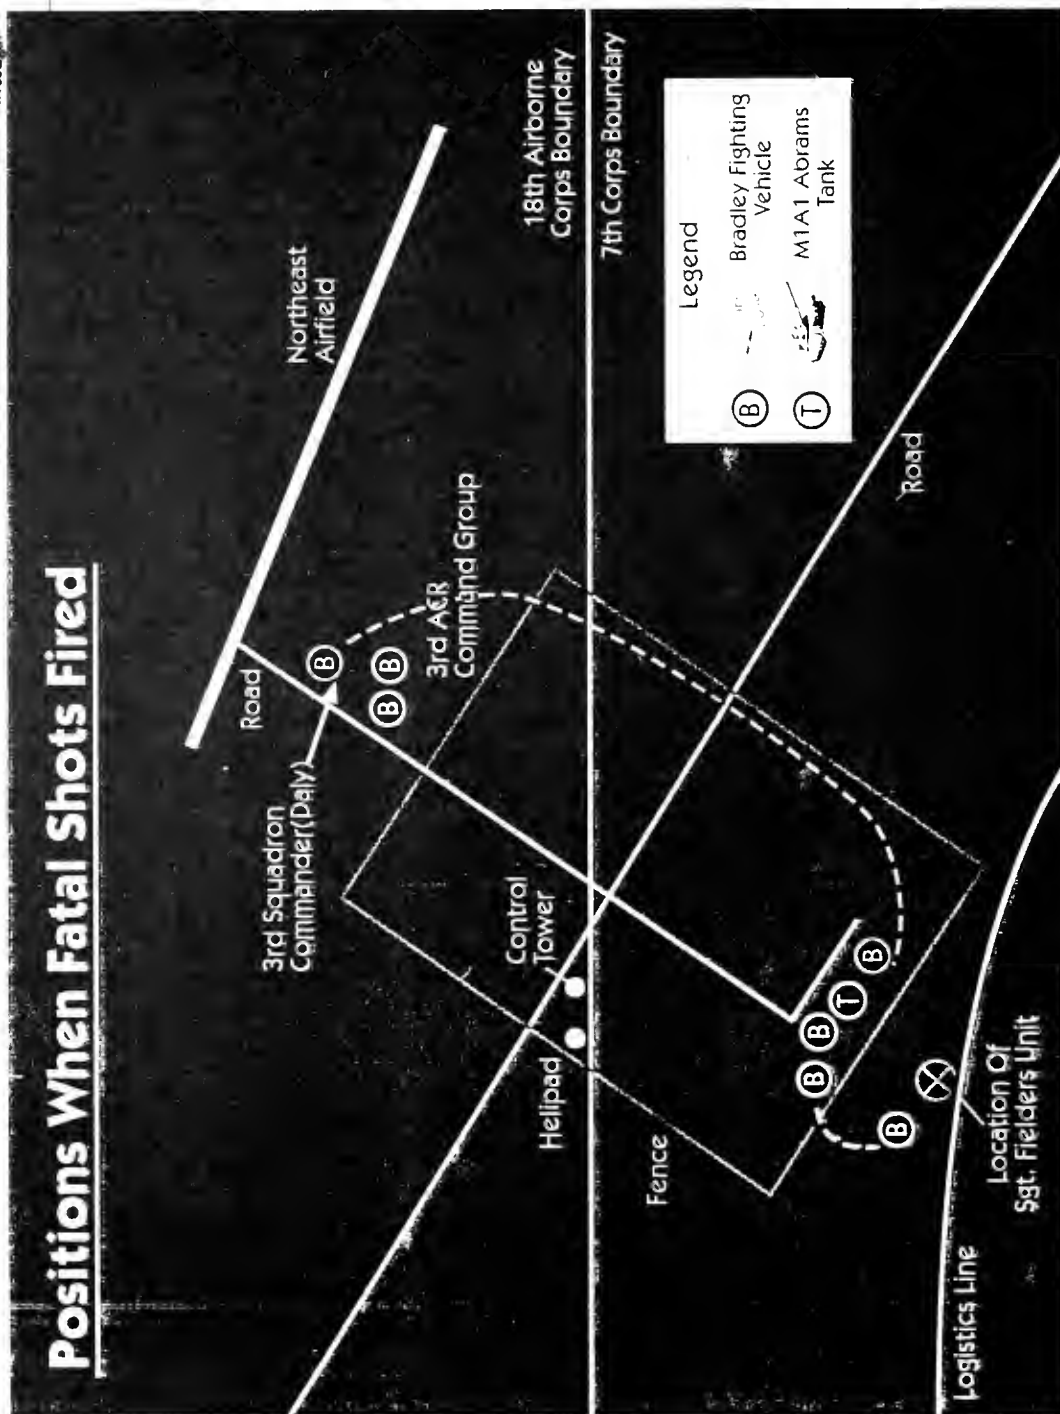 Positions When Fatal Shots Fired
Northeast
Airfield
Road
3rd Squadron
Commander(Daly)
B
B
B
3rd ACR
Command Group
18th Airborne
Corps Boundary
7th Corps Boundary
Control
Tower
Helipad
Fence
Legend
B
Bradley Fighting
Vehicle
T
M1A1 Abrams
Tank
Road
B
B
T
B
B
Location Of
Sgt. Fielders Unit
Logistics Line